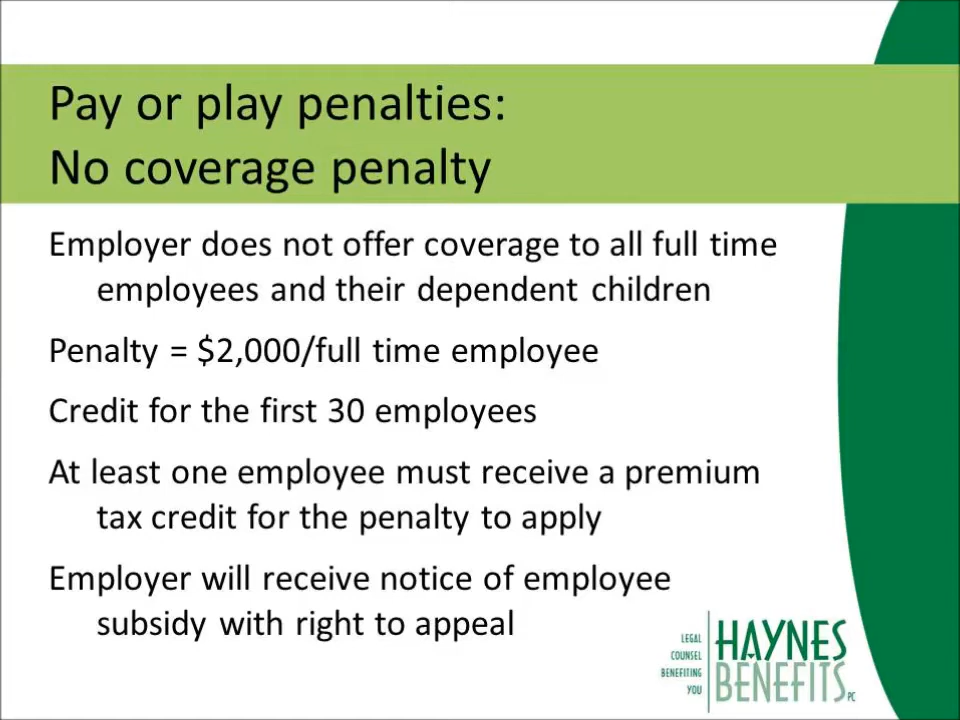 Pay or play penalties:
No coverage penalty
Employer does not offer coverage to all full time
employees and their dependent children
Penalty = $2,000/full time employee
Credit for the first 30 employees
At least one employee must receive a premium
tax credit for the penalty to apply
Employer will receive notice of employee
subsidy with right to appeal
LEGAL
COUNSEL
BENEFITING
YOU
HAYNES
BENEFITS PC